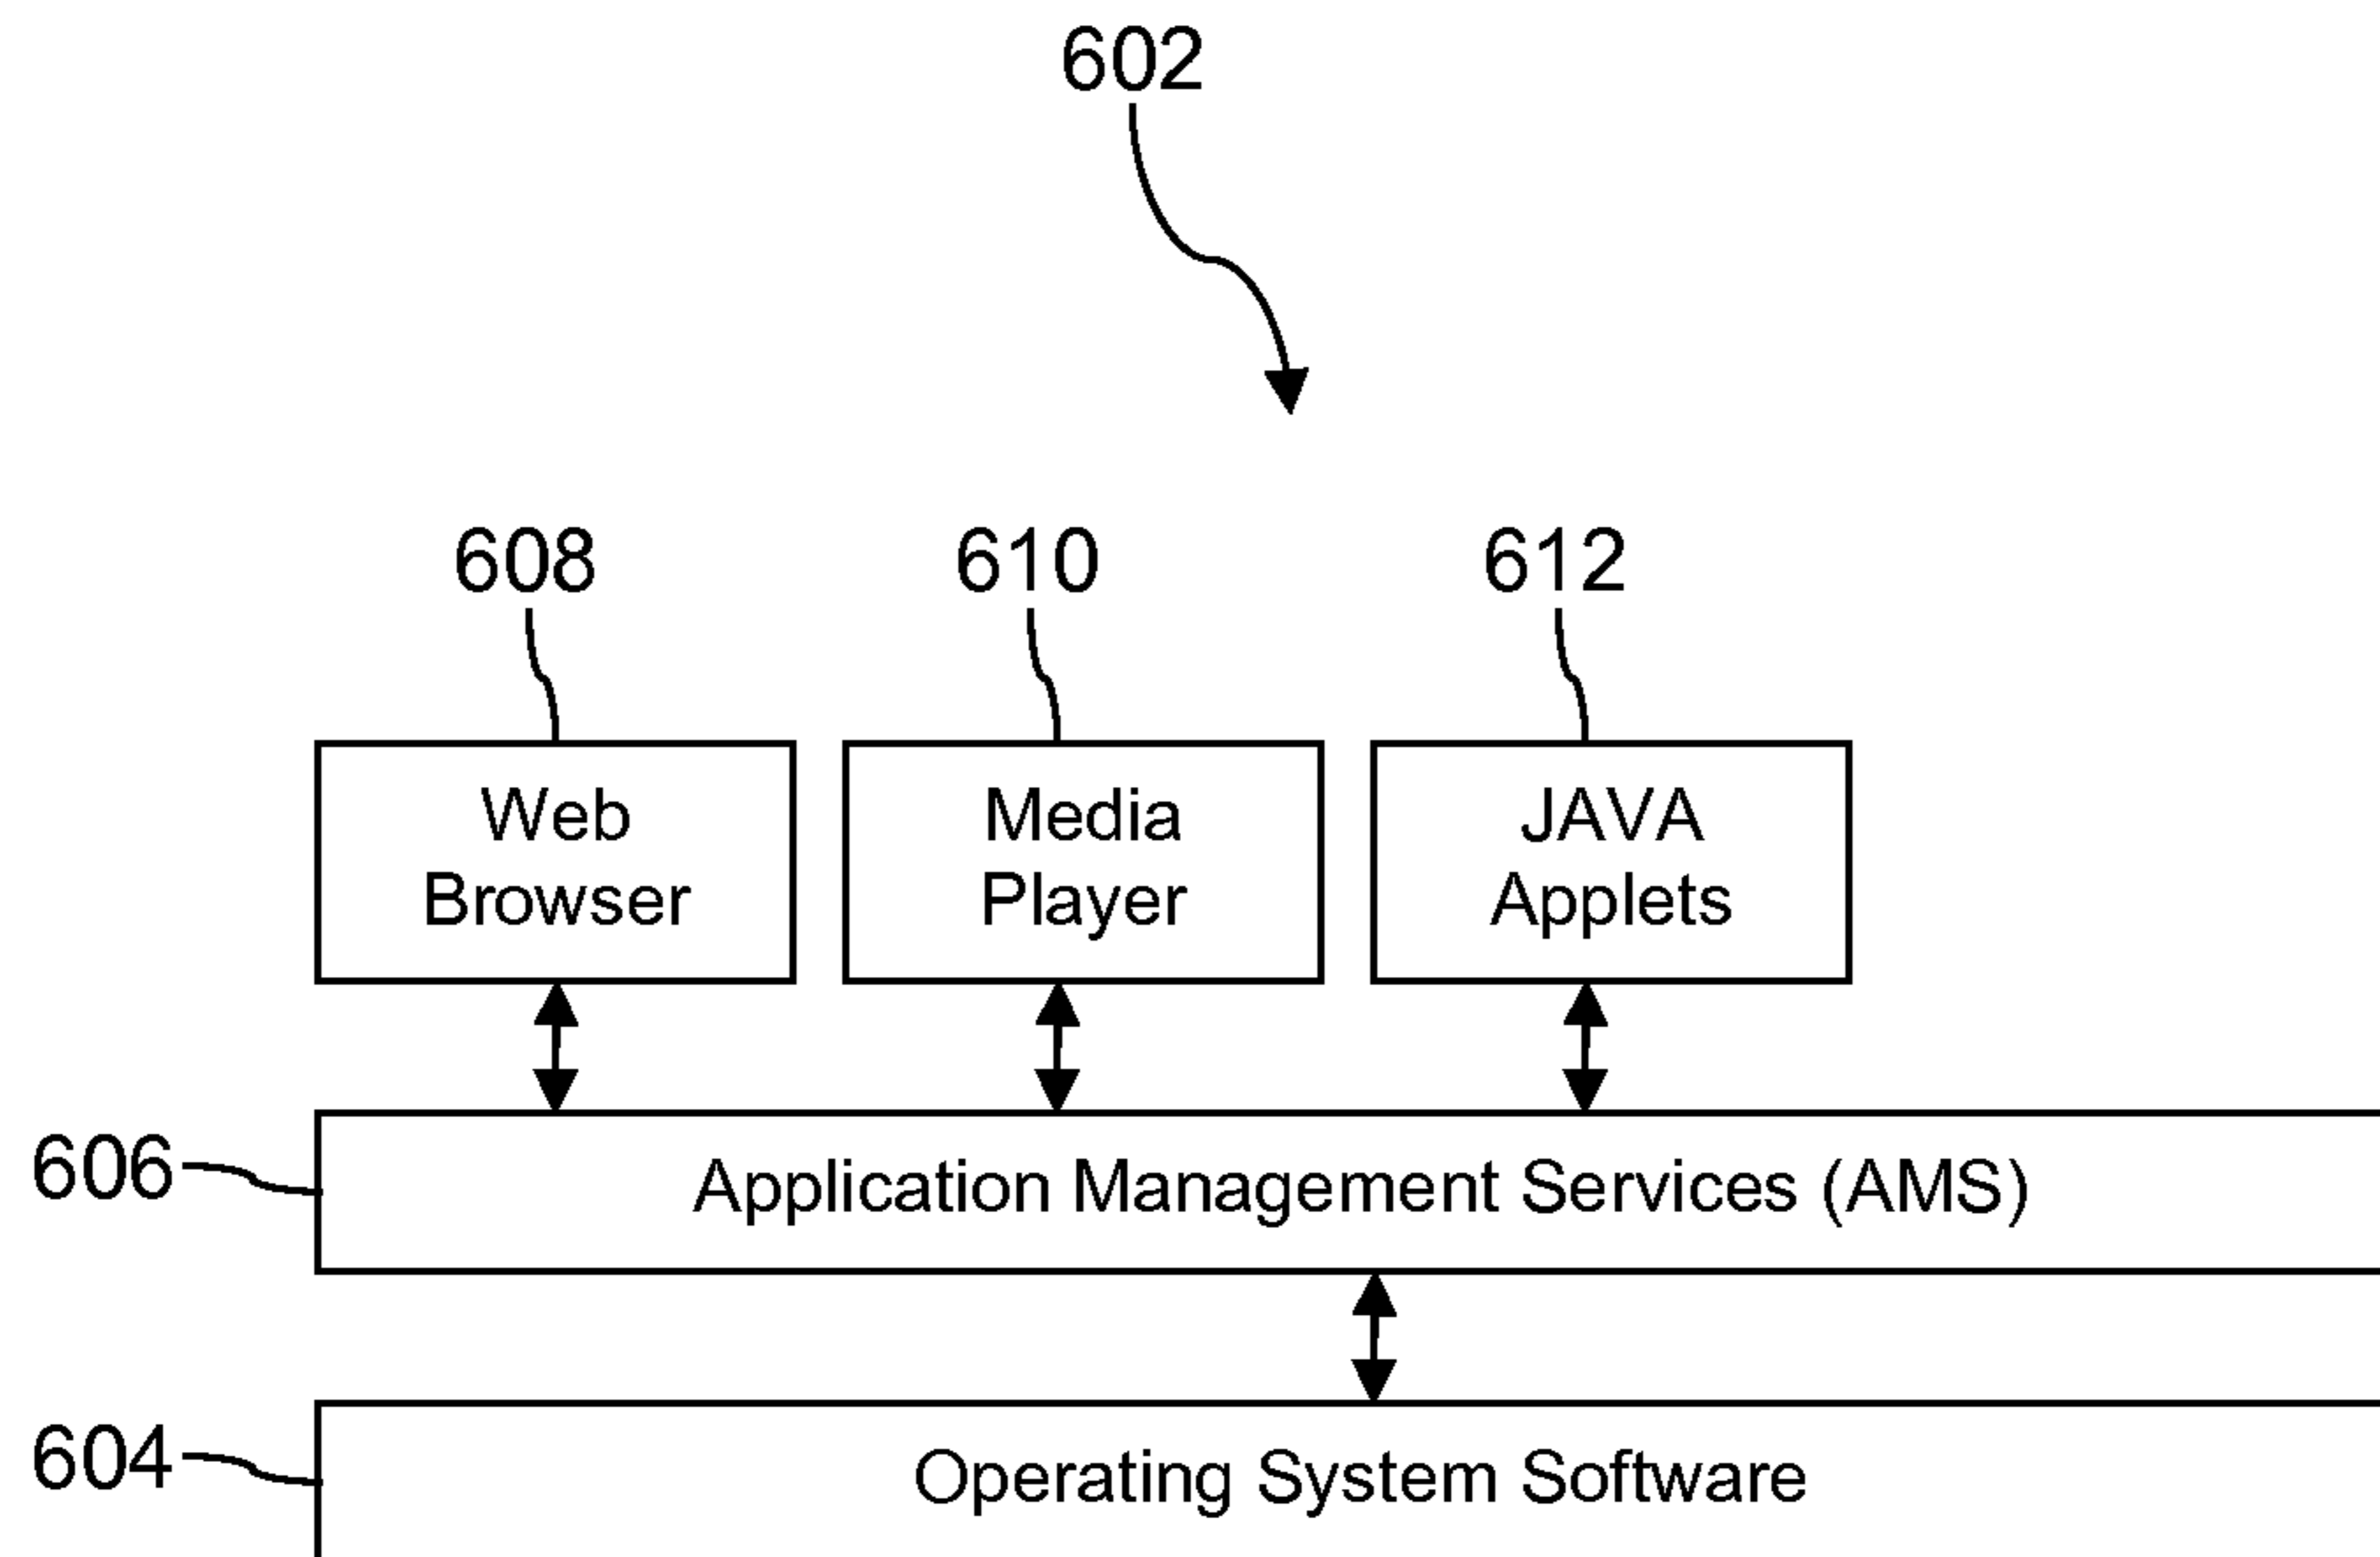 602
608
610
612
Web
Browser
Media
Player
JAVA
Applets
606
Application Management Services (AMS)
604
Operating System Software